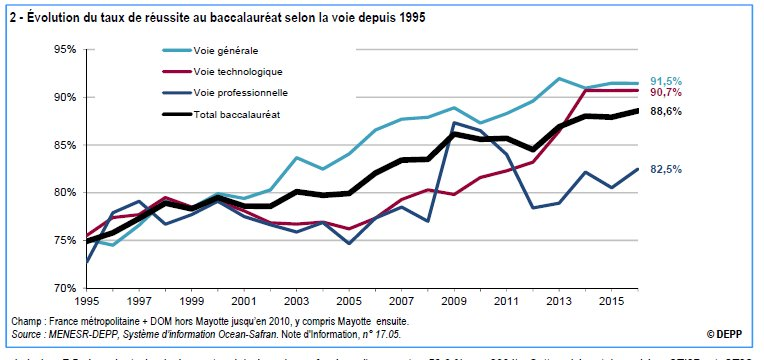 2 - Évolution du taux de réussite au baccalauréat selon la voie depuis 1995
95%
90%
85%
80%
75%
70%
Voie générale
Voie technologique
Voie professionnelle
Total baccalauréat
91,5%
90,7%
88,6%
82,5%
1995 1997 1999 2001 2003 2005 2007 2009 2011 2013 2015
Champ : France métropolitaine + DOM hors Mayotte jusqu'en 2010, y compris Mayotte ensuite.
Source : MENESR-DEPP, Système d'information Ocean-Safran. Note d'Information, n° 17.05.
© DEPP